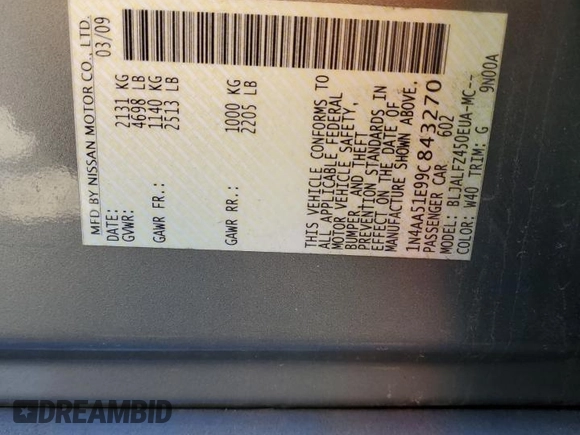 MFD BY NISSAN MOTOR CO., LTD.
DATE: 03/09
GVWR: 2131 KG
4698 LB
GAWR FR.: 1140 KG
2513 LB
GAWR RR.: 1000 KG
2205 LB
THIS VEHICLE CONFORMS TO
ALL APPLICABLE FEDERAL
MOTOR VEHICLE SAFETY,
BUMPER, AND THEFT
PREVENTION STANDARDS IN
EFFECT ON THE DATE OF
MANUFACTURE SHOWN ABOVE.
1N4AA51E99C843270
PASSENGER CAR 602
MODEL: BLJALFZ450EUA-MC--
COLOR: W40 TRIM: G 9N00A
DREAMBID